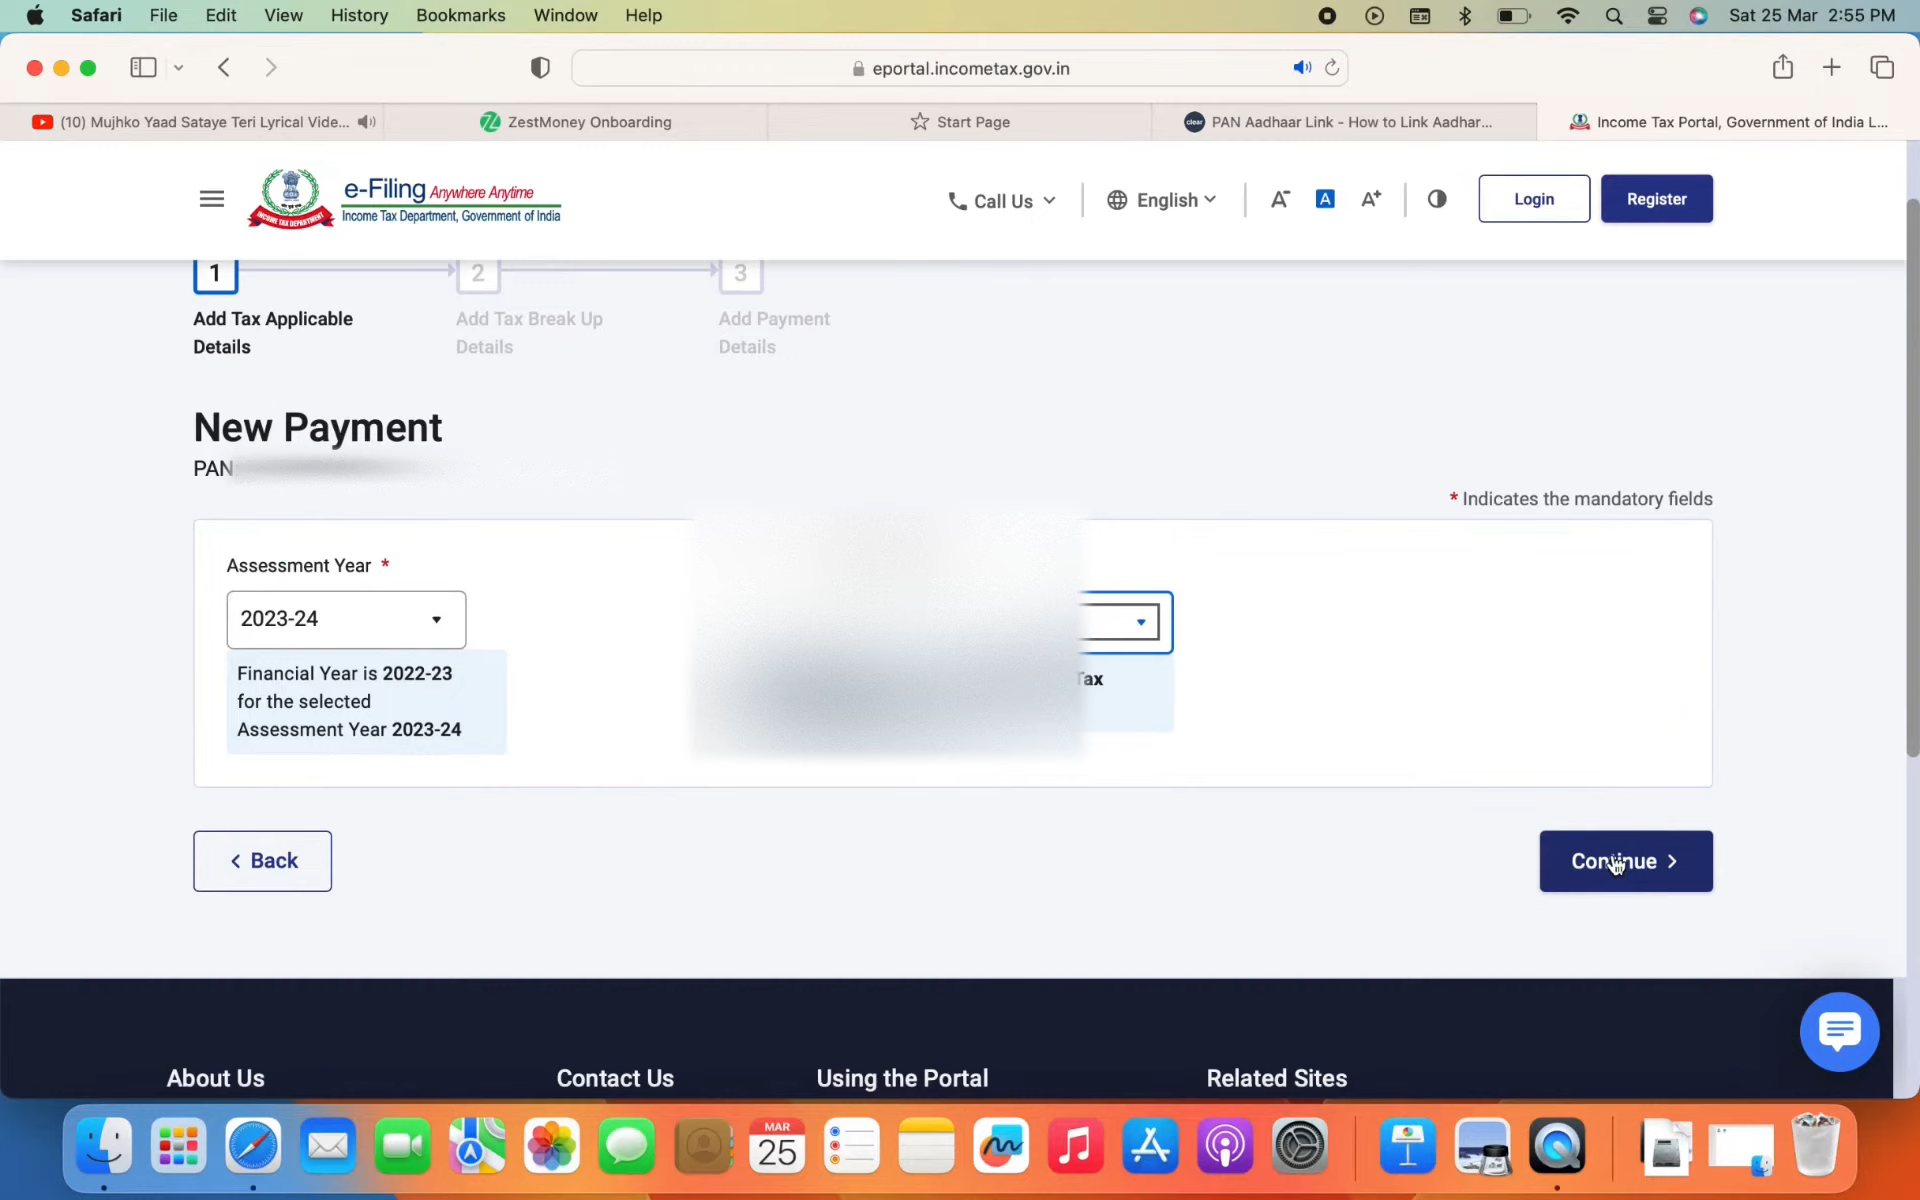 Safari File Edit View History Bookmarks Window Help Sat 25 Mar 2:55 PM
eportal.incometax.gov.in
(10) Mujhko Yaad Sataye Teri Lyrical Vide... ZestMoney Onboarding Start Page PAN Aadhaar Link - How to Link Aadhar... Income Tax Portal, Government of India L...
e-Filing Anywhere Anytime
Income Tax Department, Government of India
Call Us English A- A A+ Login Register
1 2 3
Add Tax Applicable Details
Add Tax Break Up Details
Add Payment Details
New Payment
PAN
* Indicates the mandatory fields
Assessment Year *
2023-24
Financial Year is 2022-23
for the selected
Assessment Year 2023-24
Tax
< Back
Continue >
About Us Contact Us Using the Portal Related Sites
MAR
25